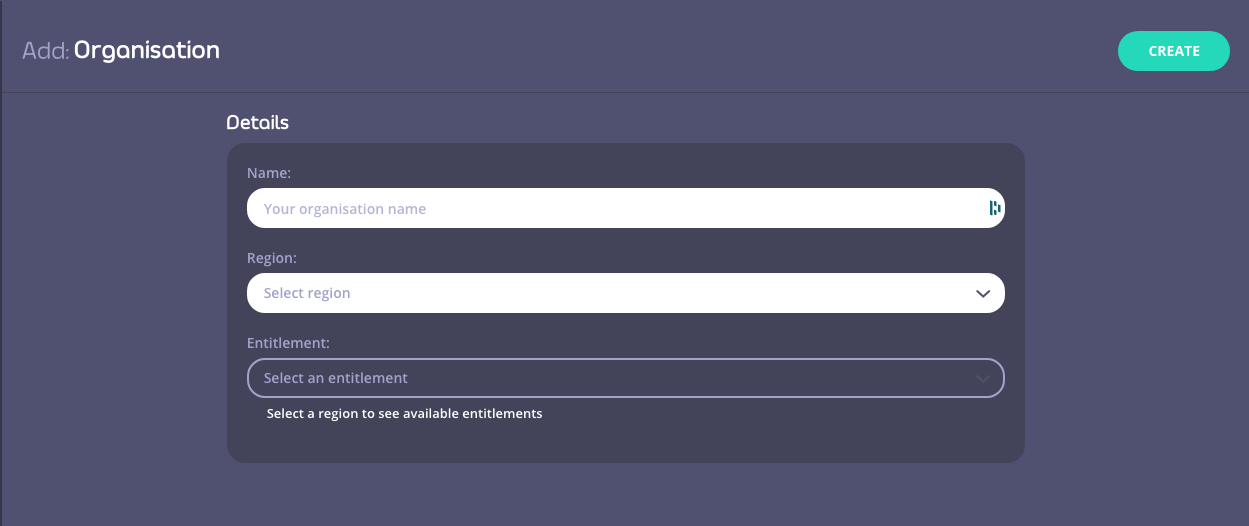 Add: Organisation
CREATE
Details
Name:
Your organisation name
Region:
Select region
Entitlement:
Select an entitlement
Select a region to see available entitlements